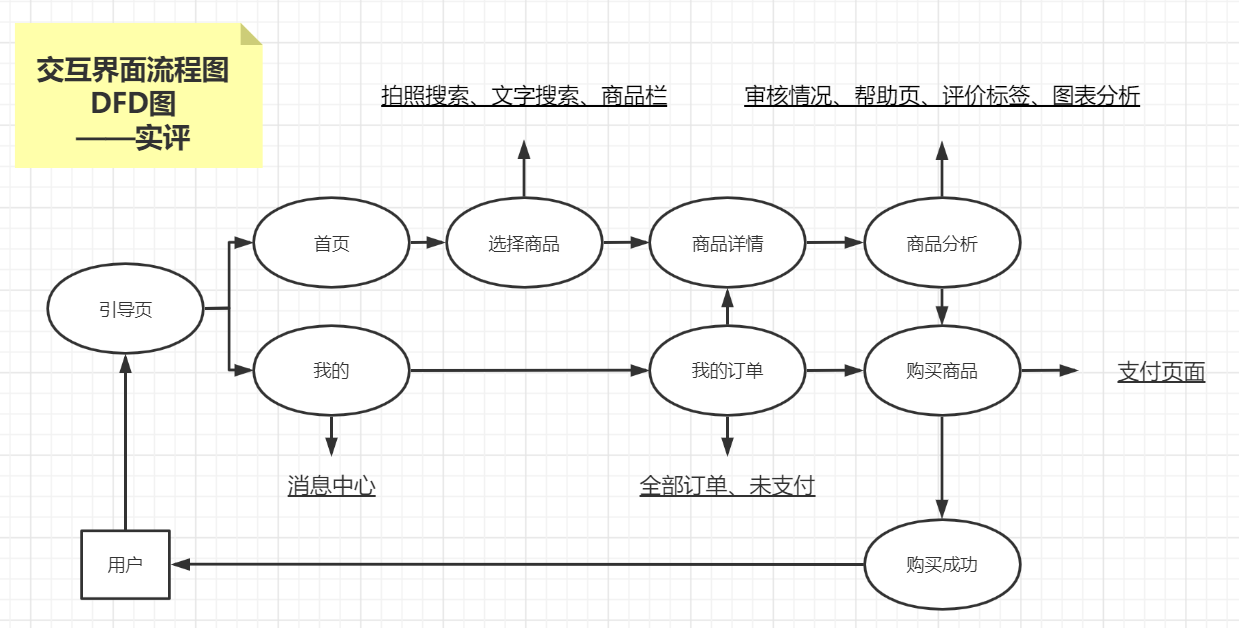 交互界面流程图
DFD图
——实评
拍照搜索、文字搜索、商品栏
审核情况、帮助页、评价标签、图表分析
首页
选择商品
商品详情
商品分析
引导页
我的
我的订单
购买商品
支付页面
消息中心
全部订单、未支付
用户
购买成功